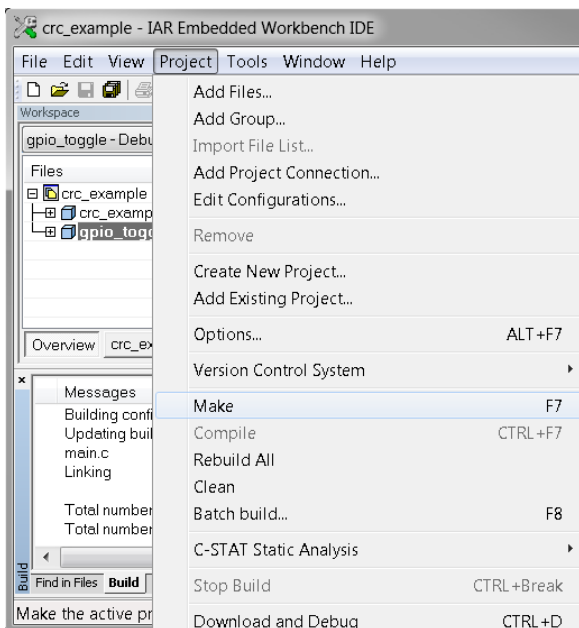 crc_example - IAR Embedded Workbench IDE
File Edit View Project Tools Window Help
Workspace
gpio_toggle - Debu
Files
crc_example
crc_examp
gpio_togg
Overview crc_ex
Messages
Building confi
Updating buil
main.c
Linking
Total number
Total number
Build
Find in Files Build
Make the active pr
Add Files...
Add Group...
Import File List...
Add Project Connection...
Edit Configurations...
Remove
Create New Project...
Add Existing Project...
Options... ALT+F7
Version Control System
Make F7
Compile CTRL+F7
Rebuild All
Clean
Batch build... F8
C-STAT Static Analysis
Stop Build CTRL+Break
Download and Debug CTRL+D